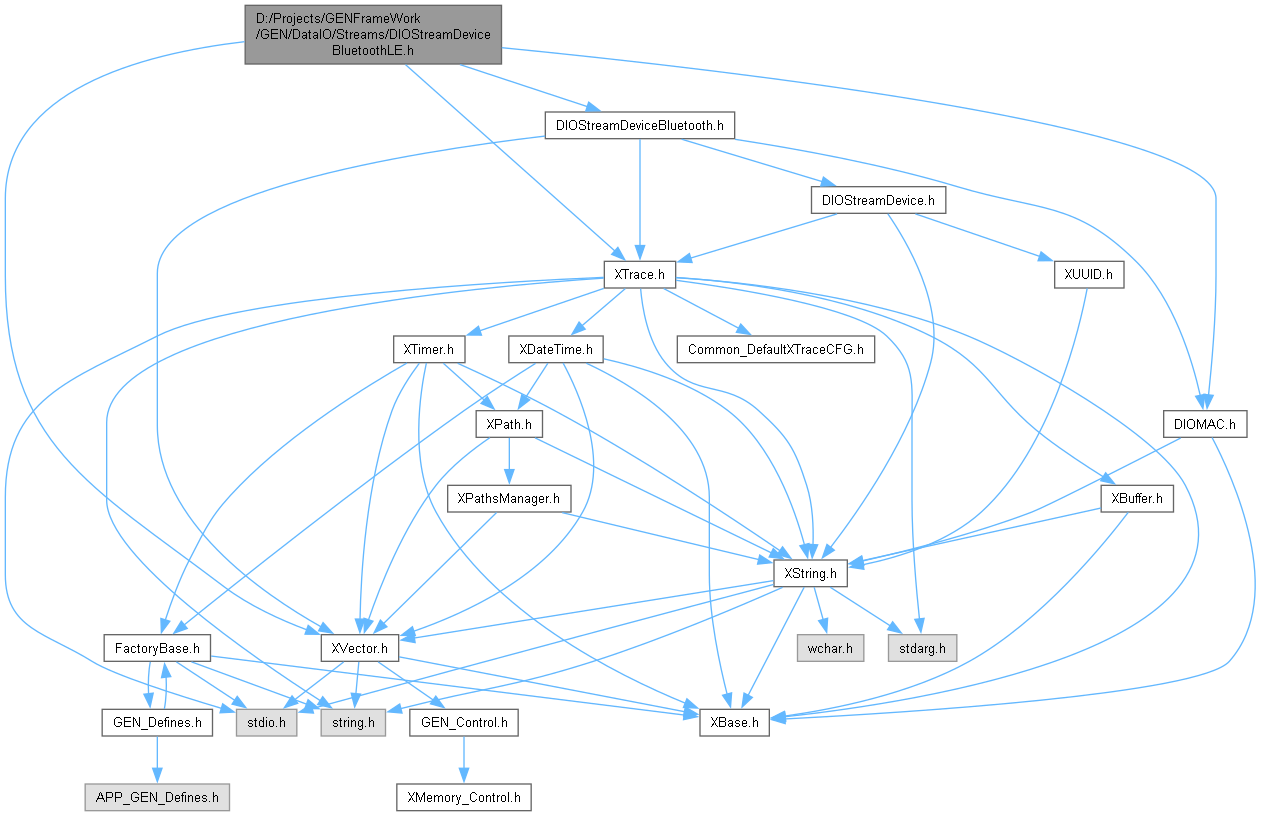 D:/Projects/GENFrameWork
/GEN/DataIO/Streams/DIOStreamDevice
BluetoothLE.h
DIOStreamDeviceBluetooth.h
DIOStreamDevice.h
XTrace.h
XUUID.h
XTimer.h
XDateTime.h
Common_DefaultXTraceCFG.h
XPath.h
DIOMAC.h
XPathsManager.h
XBuffer.h
XString.h
FactoryBase.h
XVector.h
wchar.h
stdarg.h
GEN_Defines.h
stdio.h
string.h
GEN_Control.h
XBase.h
APP_GEN_Defines.h
XMemory_Control.h